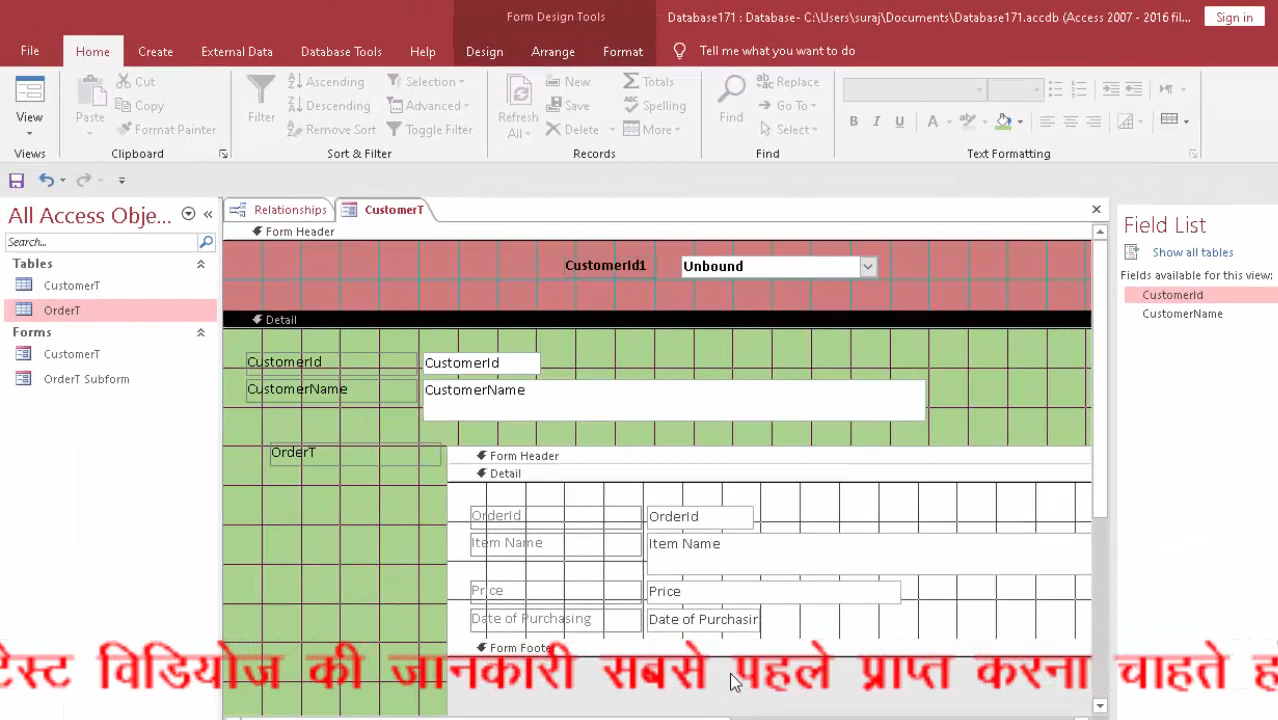 Form Design Tools
Database171 : Database- C:\Users\suraj\Documents\Database171.accdb (Access 2007 - 2016 fil...
Sign in
File
Home
Create
External Data
Database Tools
Help
Design
Arrange
Format
Tell me what you want to do
View
Views
Paste
Cut
Copy
Format Painter
Clipboard
Filter
Ascending
Descending
Remove Sort
Selection
Advanced
Toggle Filter
Sort & Filter
Refresh
All
New
Save
Delete
Totals
Spelling
More
Records
Find
Replace
Go To
Select
Find
B I U
A
Text Formatting
All Access Obje...
Search...
Tables
CustomerT
OrderT
Forms
CustomerT
OrderT Subform
Relationships
CustomerT
Form Header
CustomerId1
Unbound
Detail
CustomerId
CustomerId
CustomerName
CustomerName
OrderT
Form Header
Detail
OrderId
OrderId
Item Name
Item Name
Price
Price
Date of Purchasing
Date of Purchasir
Form Footer
Field List
Show all tables
Fields available for this view:
CustomerId
CustomerName
टेस्ट विडियोज की जानकारी सबसे पहले प्राप्त करना चाहते ह